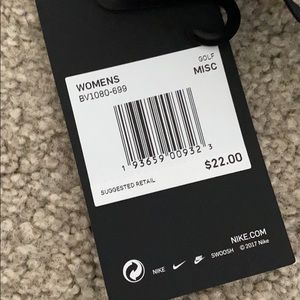 WOMENS
GOLF
BV1080-699
MISC
1 93659 00932 3
SUGGESTED RETAIL
$22.00
NIKE.COM
© 2017 Nike
NIKE SWOOSH